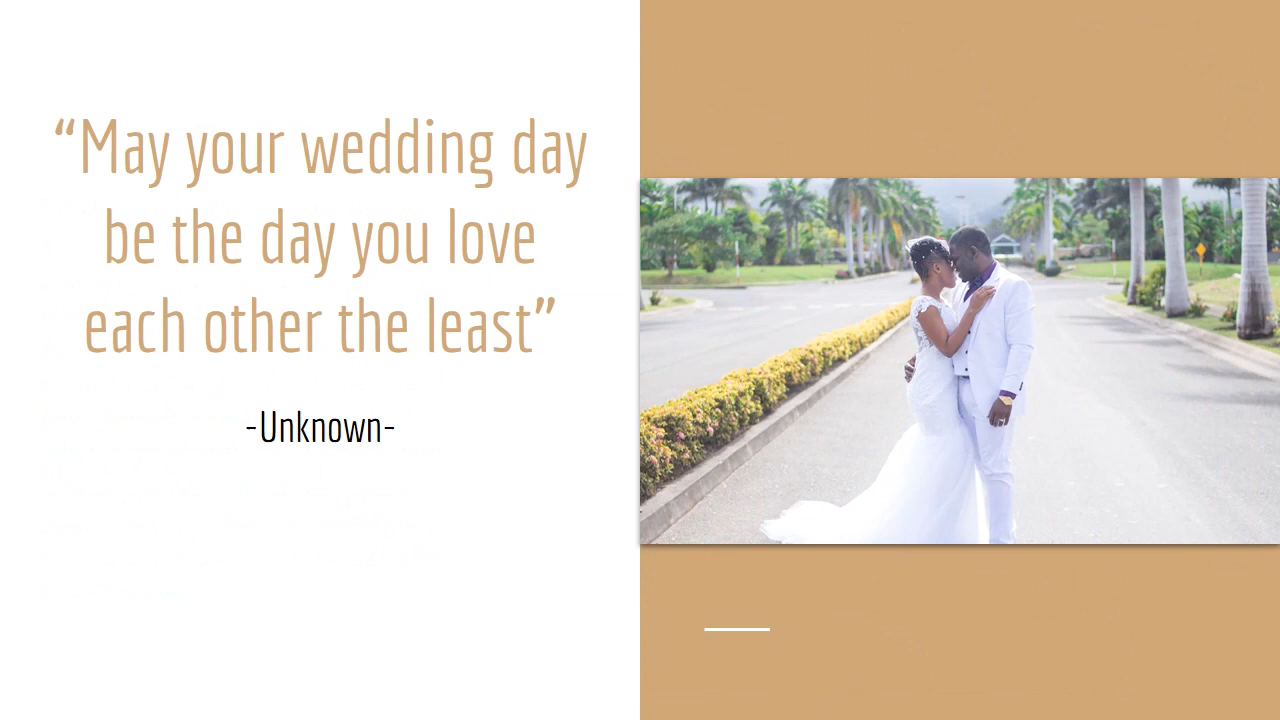 “May your wedding day
be the day you love
each other the least”
-Unknown-